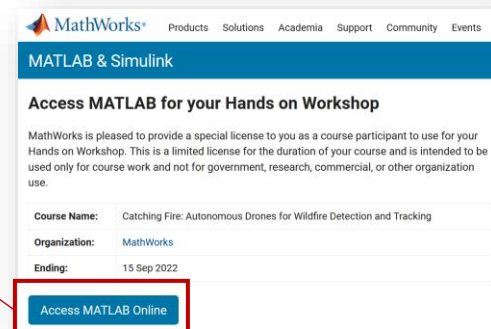 MathWorks® Products Solutions Academia Support Community Events
MATLAB & Simulink
Access MATLAB for your Hands on Workshop
MathWorks is pleased to provide a special license to you as a course participant to use for your
Hands on Workshop. This is a limited license for the duration of your course and is intended to be
used only for course work and not for government, research, commercial, or other organization
use.
Course Name: Catching Fire: Autonomous Drones for Wildfire Detection and Tracking
Organization: MathWorks
Ending: 15 Sep 2022
Access MATLAB Online